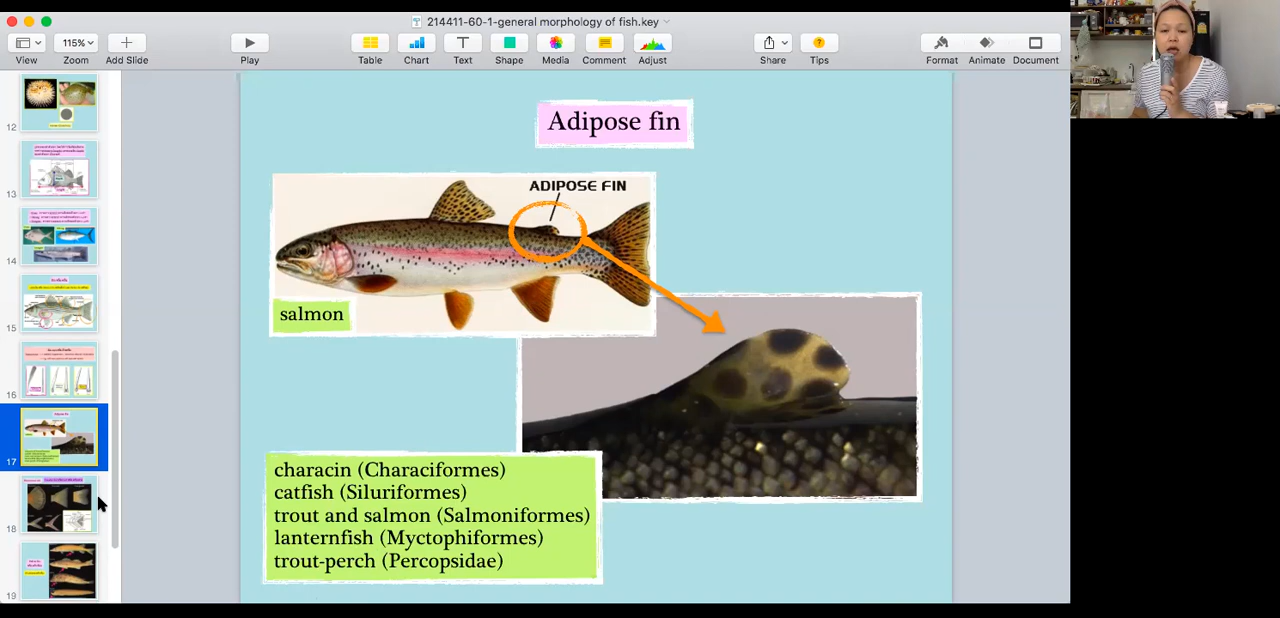 214411-60-1-general morphology of fish.key
115%
View
Zoom
Add Slide
Play
Table
Chart
Text
Shape
Media
Comment
Adjust
Share
Tips
Format
Animate
Document
12
13
14
15
16
17
18
19
Adipose fin
ADIPOSE FIN
salmon
characin (Characiformes)
catfish (Siluriformes)
trout and salmon (Salmoniformes)
lanternfish (Myctophiformes)
trout-perch (Percopsidae)